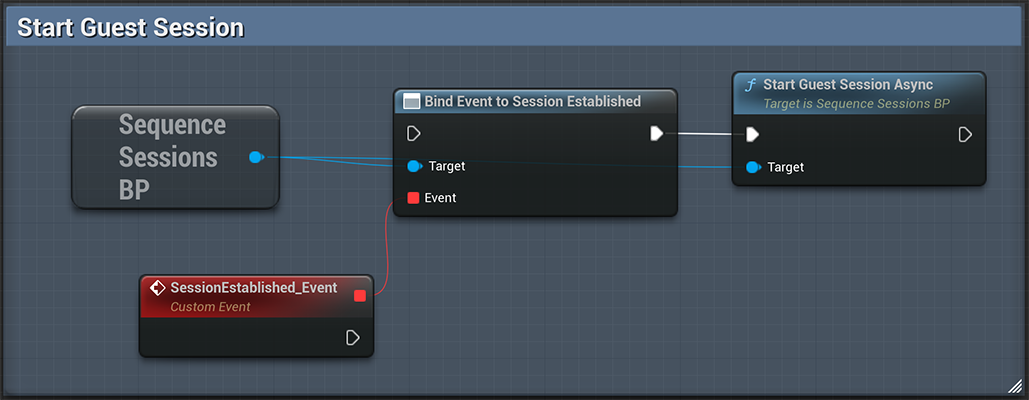 Start Guest Session
Sequence
Sessions
BP
Bind Event to Session Established
Target
Event
Start Guest Session Async
Target is Sequence Sessions BP
Target
SessionEstablished_Event
Custom Event